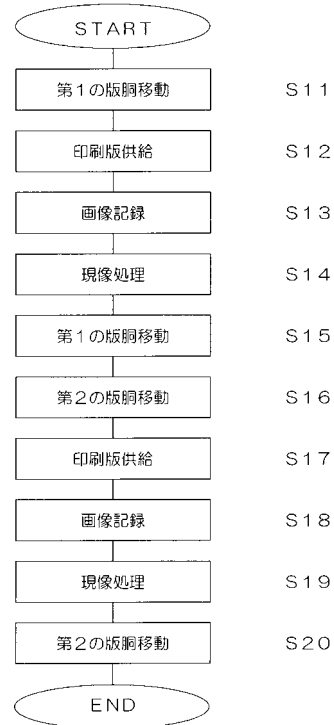 START
第1の版胴移動 S11
印刷版供給 S12
画像記録 S13
現像処理 S14
第1の版胴移動 S15
第2の版胴移動 S16
印刷版供給 S17
画像記録 S18
現像処理 S19
第2の版胴移動 S20
END